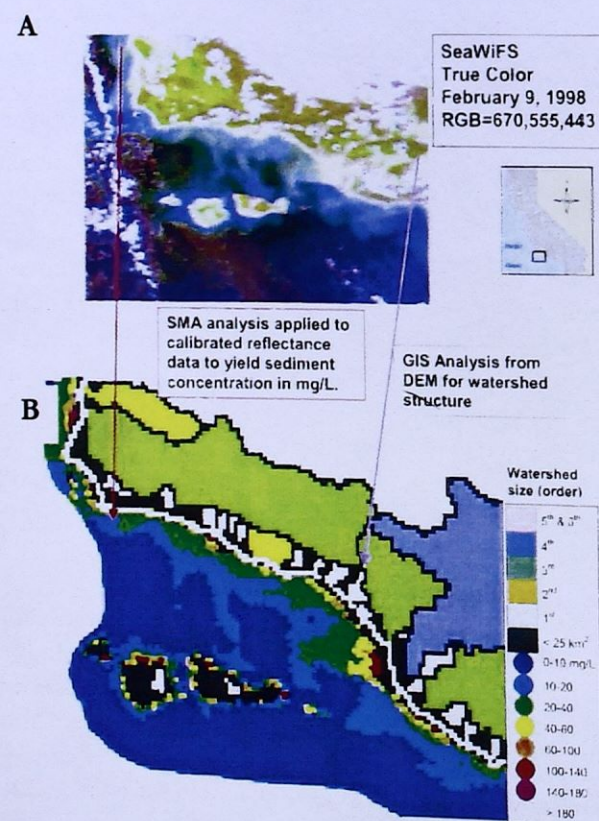 A
SeaWiFS
True Color
February 9, 1998
RGB=670,555,443
SMA analysis applied to
calibrated reflectance
data to yield sediment
concentration in mg/L.
GIS Analysis from
DEM for watershed
structure
B
Watershed
size (order)
4th
3rd
2nd
1st
< 25 km²
0-10 mg/L
10-20
20-40
40-60
60-100
100-140
140-180
> 180